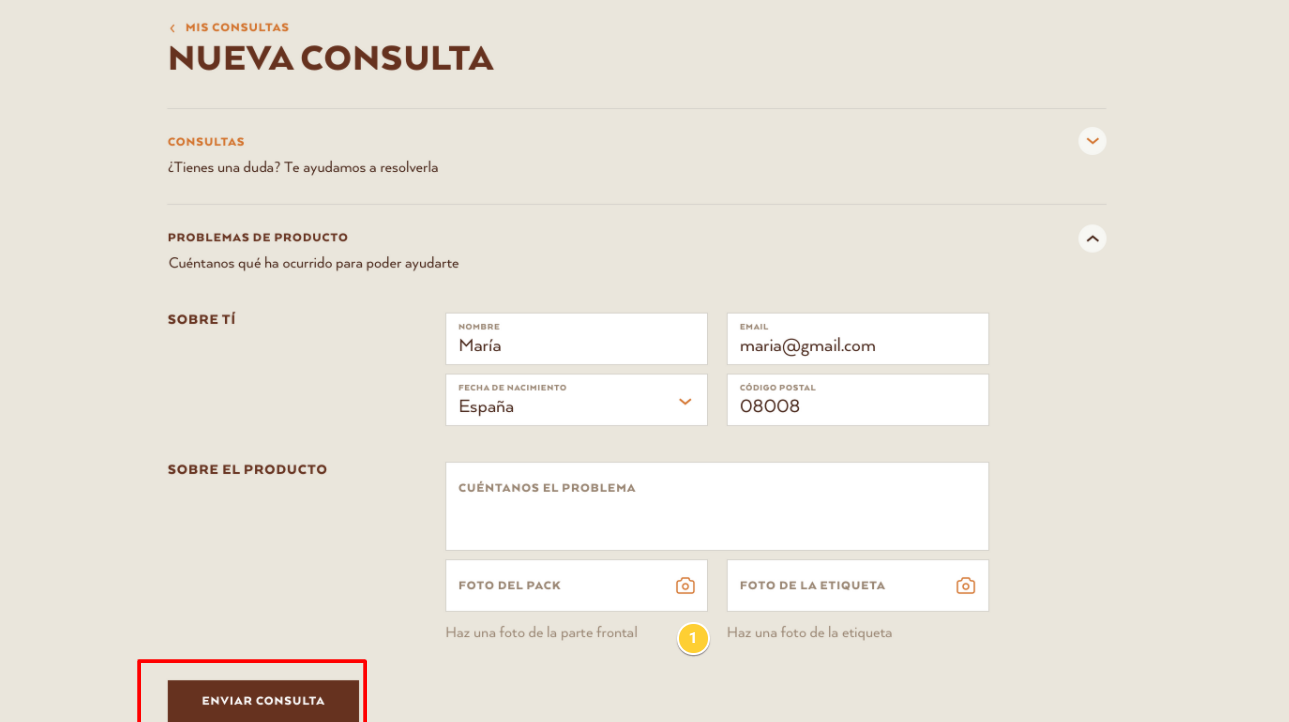 MIS CONSULTAS
NUEVA CONSULTA
CONSULTAS
¿Tienes una duda? Te ayudamos a resolverla
PROBLEMAS DE PRODUCTO
Cuéntanos qué ha ocurrido para poder ayudarte
SOBRE TÍ
NOMBRE
María
EMAIL
maria@gmail.com
FECHA DE NACIMIENTO
España
CÓDIGO POSTAL
08008
SOBRE EL PRODUCTO
CUÉNTANOS EL PROBLEMA
FOTO DEL PACK
FOTO DE LA ETIQUETA
Haz una foto de la parte frontal
1
Haz una foto de la etiqueta
ENVIAR CONSULTA